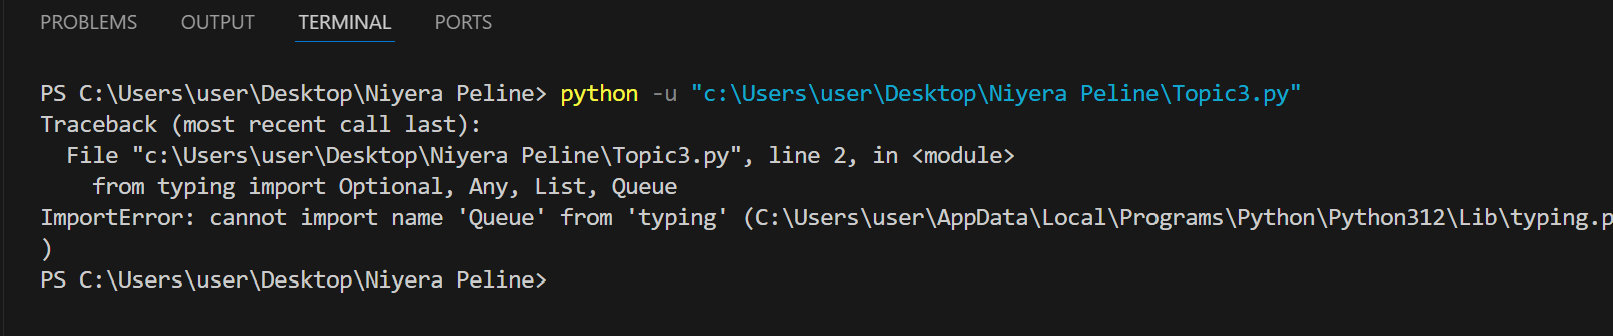 PROBLEMS OUTPUT TERMINAL PORTS
PS C:\Users\user\Desktop\Niyera Peline> python -u "c:\Users\user\Desktop\Niyera Peline\Topic3.py"
Traceback (most recent call last):
  File "c:\Users\user\Desktop\Niyera Peline\Topic3.py", line 2, in <module>
    from typing import Optional, Any, List, Queue
ImportError: cannot import name 'Queue' from 'typing' (C:\Users\user\AppData\Local\Programs\Python\Python312\Lib\typing.p
)
PS C:\Users\user\Desktop\Niyera Peline>